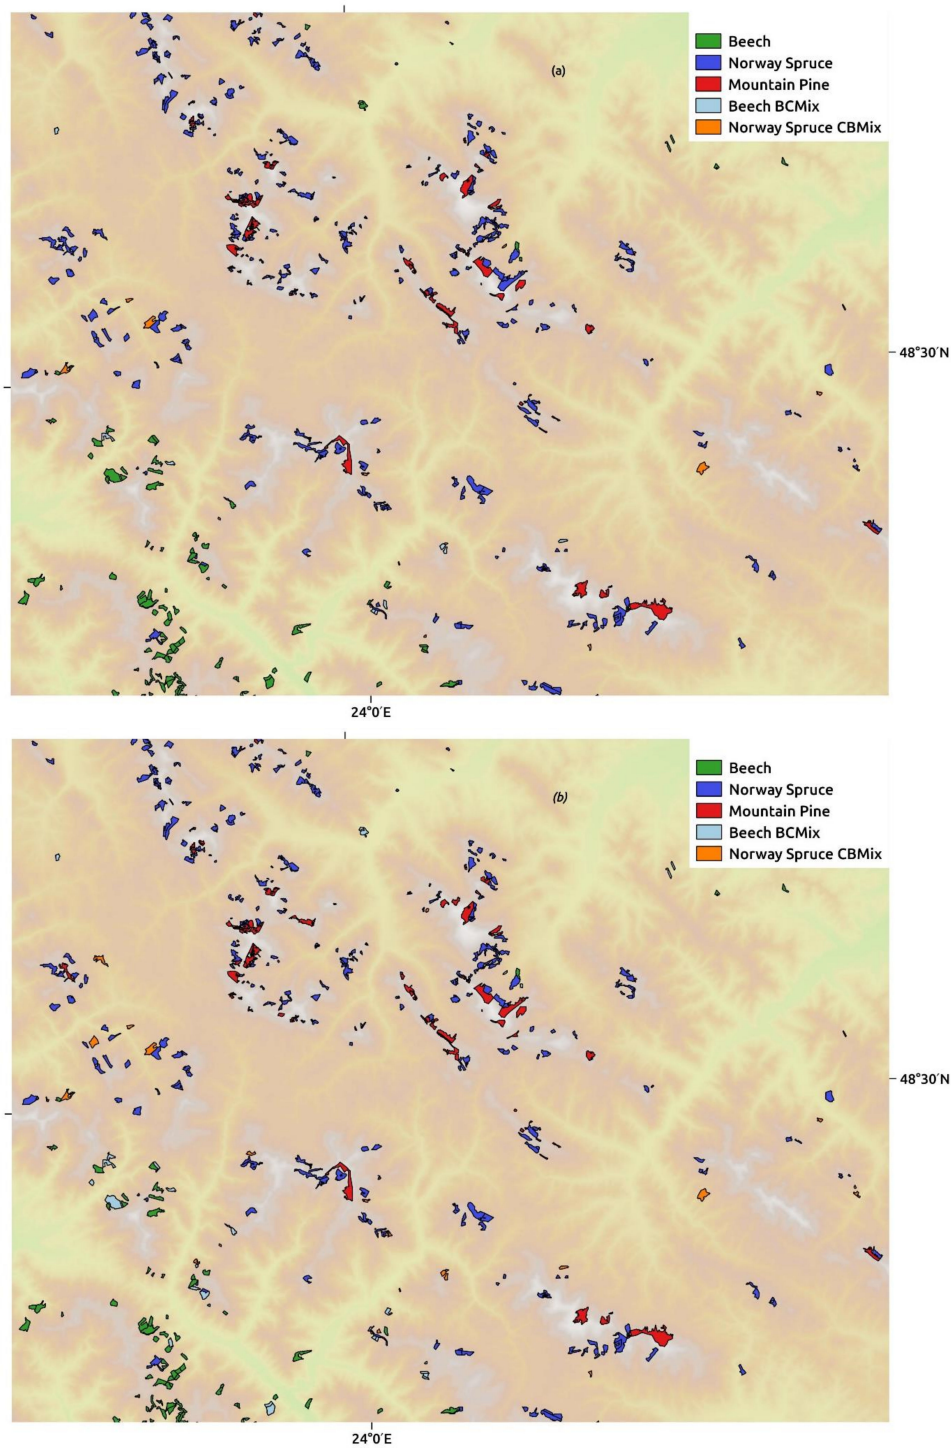 (a)
Beech
Norway Spruce
Mountain Pine
Beech BCMix
Norway Spruce CBMix
48°30′N
24°0′E
(b)
Beech
Norway Spruce
Mountain Pine
Beech BCMix
Norway Spruce CBMix
48°30′N
24°0′E